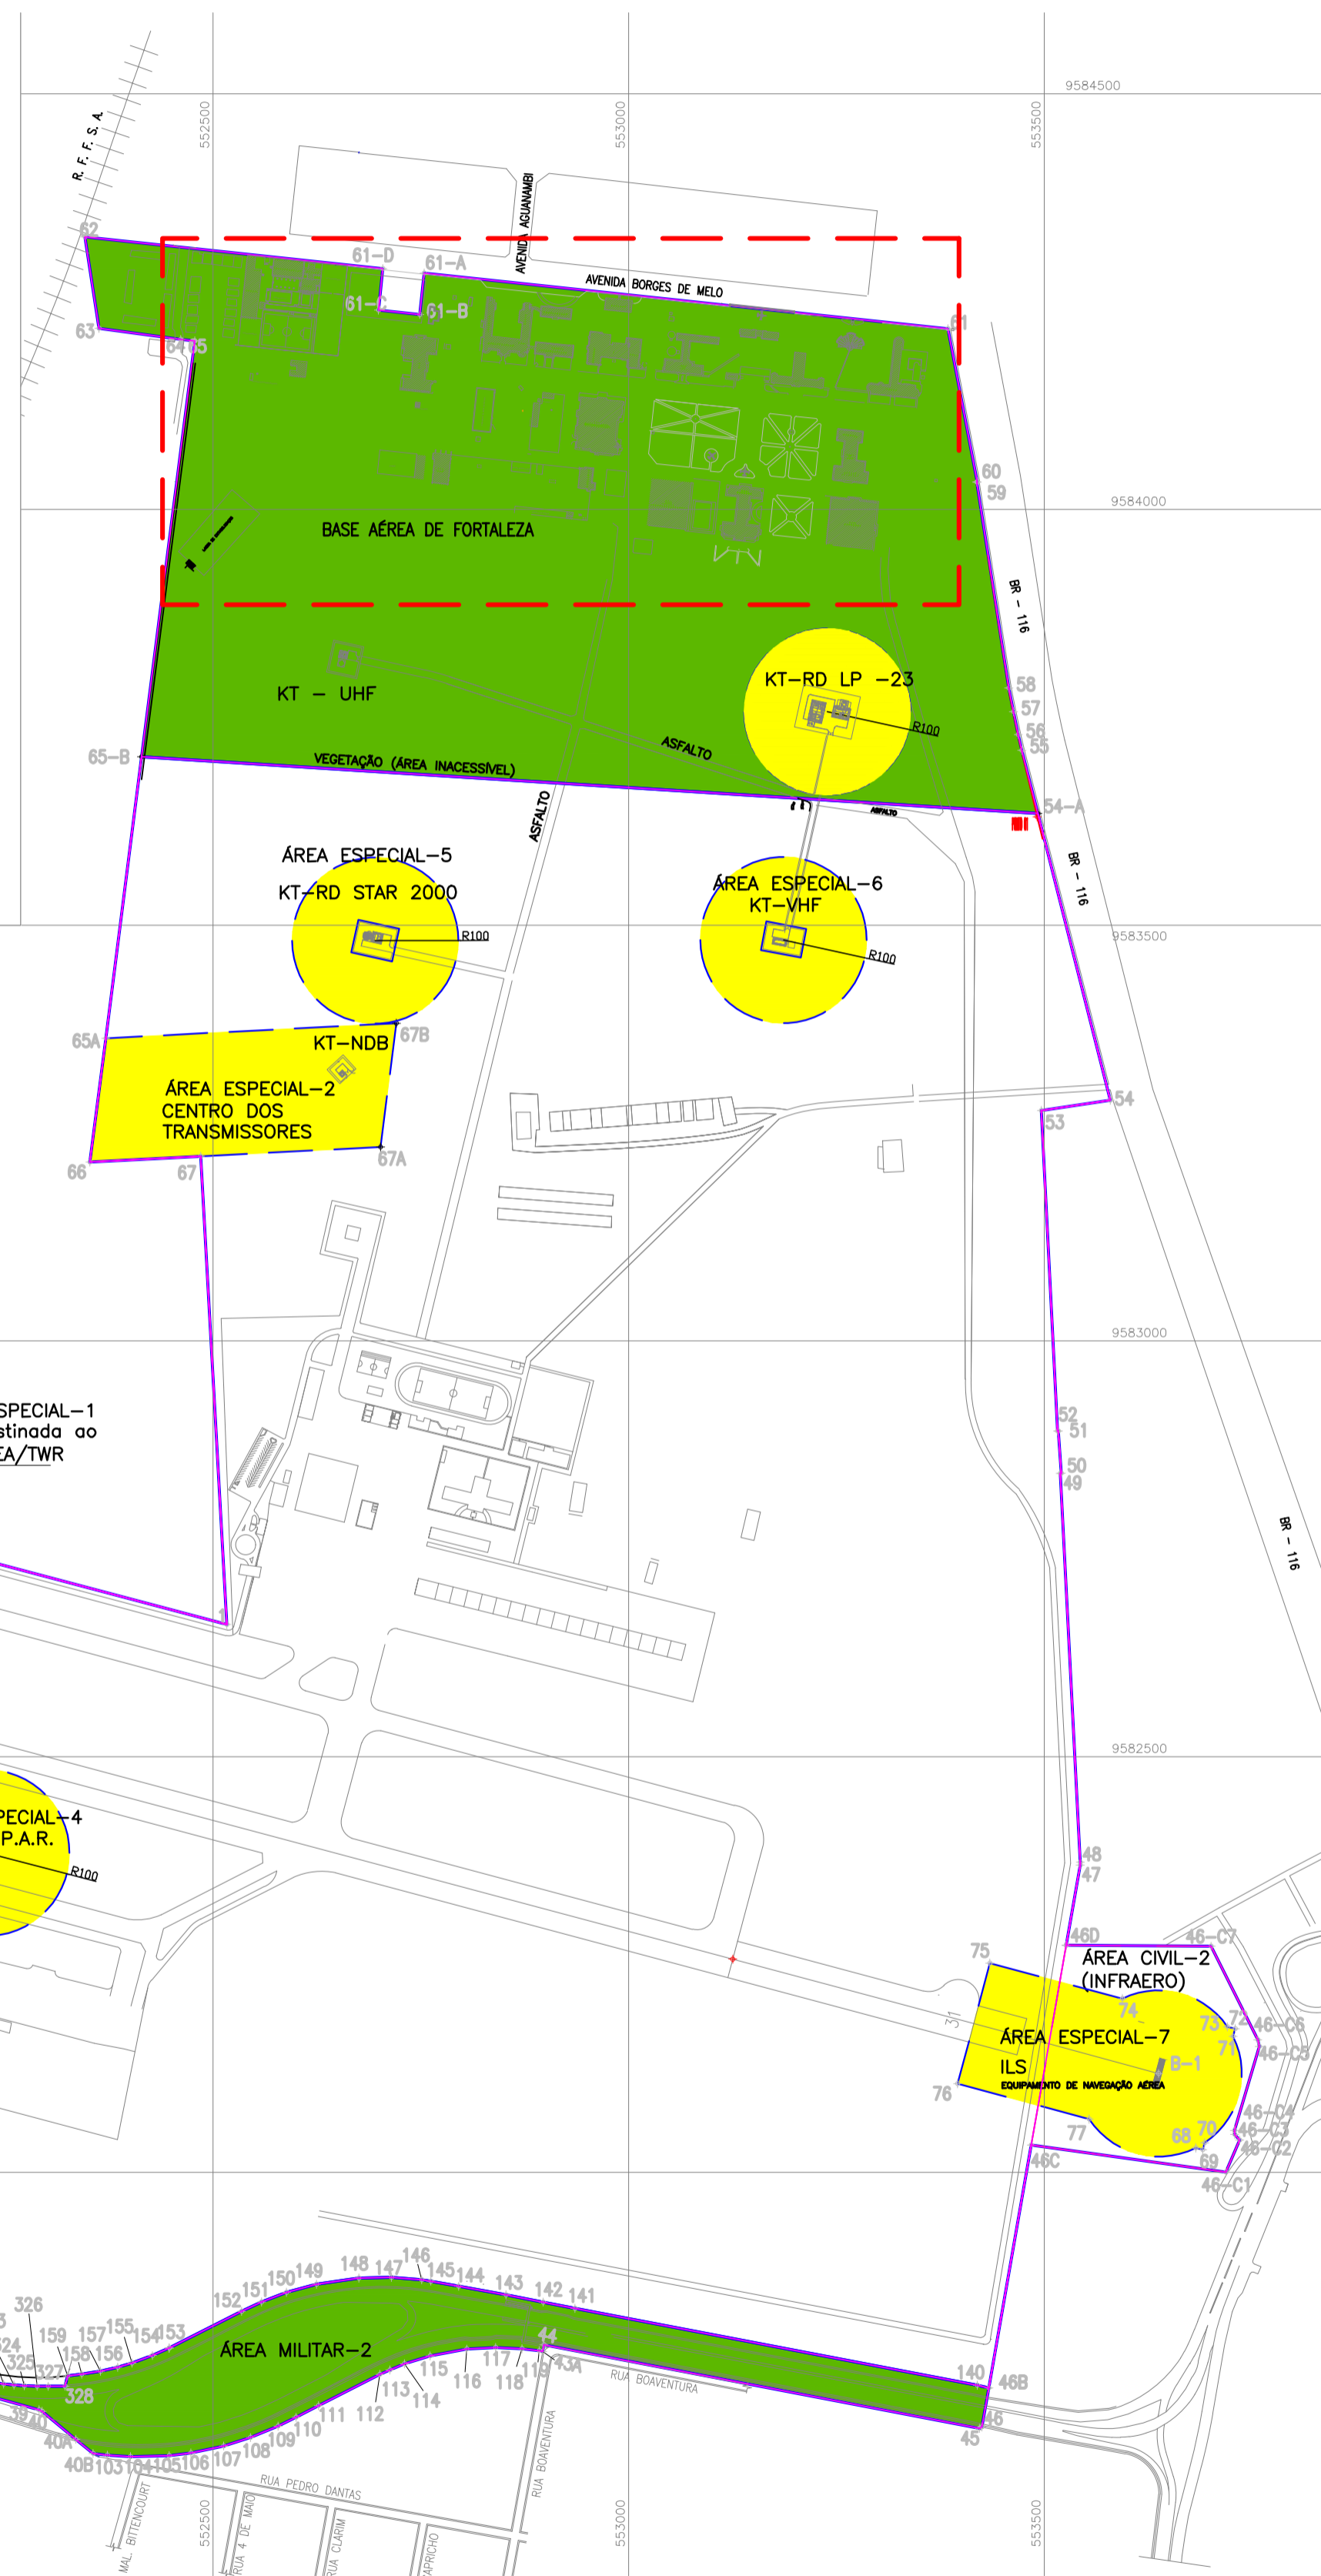 9584500
552500
553000
553500
R. F. F. S. A.
AVENIDA AGUANAMBI
62
61-D
61-A
AVENIDA BORGES DE MELO
61-C
61-B
61
63
64
65
60
59
9584000
BASE AÉREA DE FORTALEZA
BR - 116
KT-RD LP -23
58
KT - UHF
57
R100
56
55
ASFALTO
65-B
VEGETAÇÃO (ÁREA INACESSÍVEL)
54-A
ASFALTO
ASFALTO
ÁREA ESPECIAL-5
BR - 116
KT-RD STAR 2000
ÁREA ESPECIAL-6
KT-VHF
R100
R100
9583500
65A
67B
KT-NDB
ÁREA ESPECIAL-2
CENTRO DOS
TRANSMISSORES
54
53
66
67
67A
9583000
SPECIAL-1
stinada ao
EA/TWR
52
51
50
49
BR - 116
1
9582500
PECIAL-4
P.A.R.
R100
48
47
46D
46-C7
75
ÁREA CIVIL-2
(INFRAERO)
74
31
73
72
46-C6
ÁREA ESPECIAL-7
71
46-C5
ILS
B-1
EQUIPAMENTO DE NAVEGAÇÃO AÉREA
76
77
46-C4
46-C3
68
70
46-C2
46C
69
46-C1
326
159
158
157
156
155
154
153
152
151
150
149
148
147
146
145
144
143
142
141
ÁREA MILITAR-2
44
43A
140
46B
325
327
328
39
40
40A
40B
103
104
105
106
107
108
109
110
111
112
113
114
115
116
117
118
119
RUA BOAVENTURA
46
45
RUA PEDRO DANTAS
RUA BOAVENTURA
MAL. BITTENCOURT
RUA 4 DE MAIO
RUA CLARIM
APRICHO
552500
553000
553500